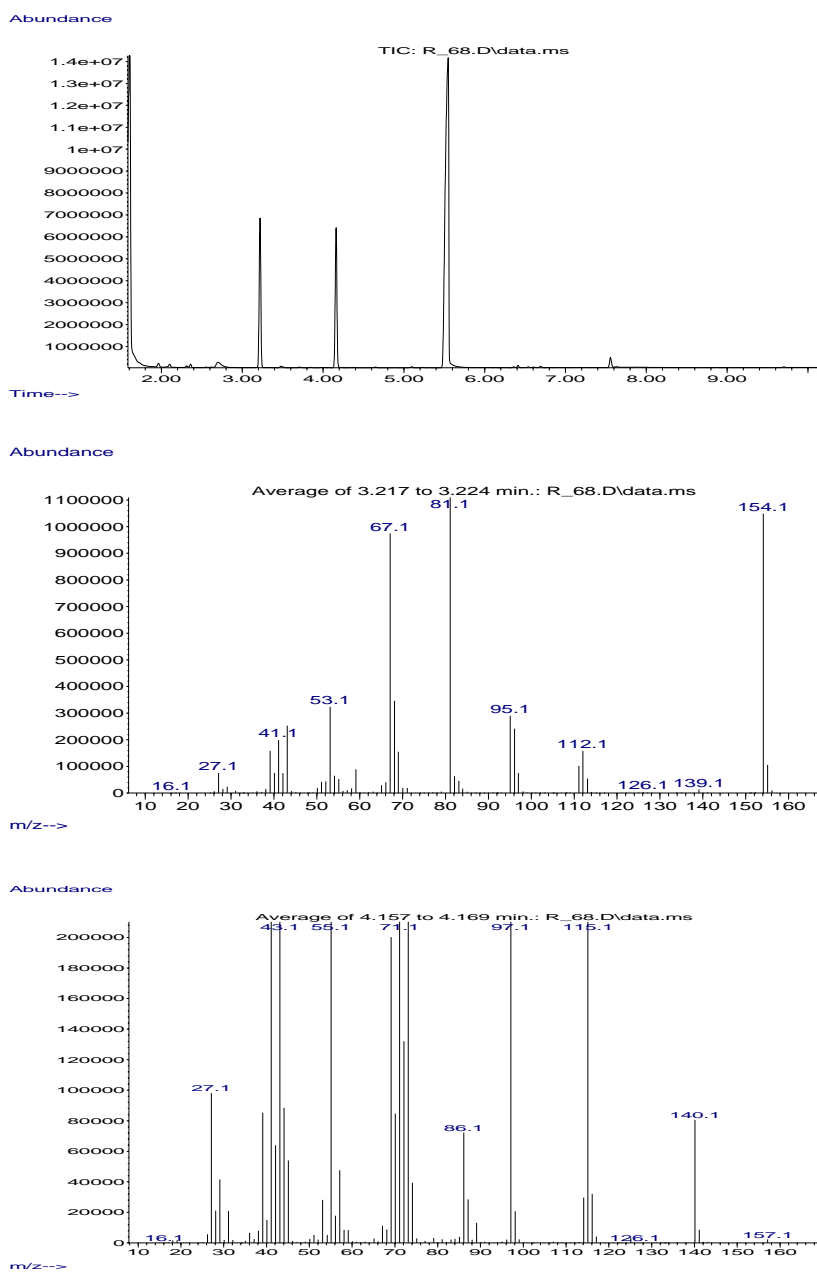 Abundance
TIC: R_68.D\data.ms
1.4e+07
1.3e+07
1.2e+07
1.1e+07
1e+07
9000000
8000000
7000000
6000000
5000000
4000000
3000000
2000000
1000000
2.00 3.00 4.00 5.00 6.00 7.00 8.00 9.00
Time-->
Abundance
Average of 3.217 to 3.224 min.: R_68.D\data.ms
1100000
1000000
900000
800000
700000
600000
500000
400000
300000
200000
100000
0
81.1
154.1
67.1
53.1
95.1
41.1
112.1
27.1
16.1
126.1
139.1
10 20 30 40 50 60 70 80 90 100 110 120 130 140 150 160
m/z-->
Abundance
Average of 4.157 to 4.169 min.: R_68.D\data.ms
200000
180000
160000
140000
120000
100000
80000
60000
40000
20000
0
43.1 55.1 71.1 97.1 115.1
27.1
86.1
140.1
16.1
126.1
157.1
10 20 30 40 50 60 70 80 90 100 110 120 130 140 150 160
m/z-->